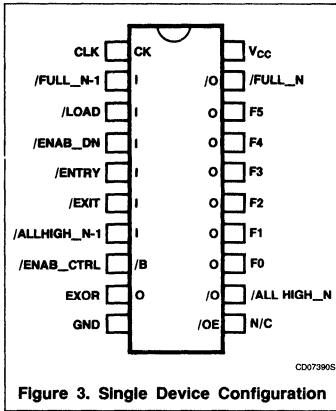 CLK CK VCC
/FULL_N-1 I /O /FULL_N
/LOAD I O F5
/ENAB_DN I O F4
/ENTRY I O F3
/EXIT I O F2
/ALLHIGH_N-1 I O F1
/ENAB_CTRL /B O F0
EXOR O /O /ALL HIGH_N
GND /OE N/C
CD07390S
Figure 3. Single Device Configuration